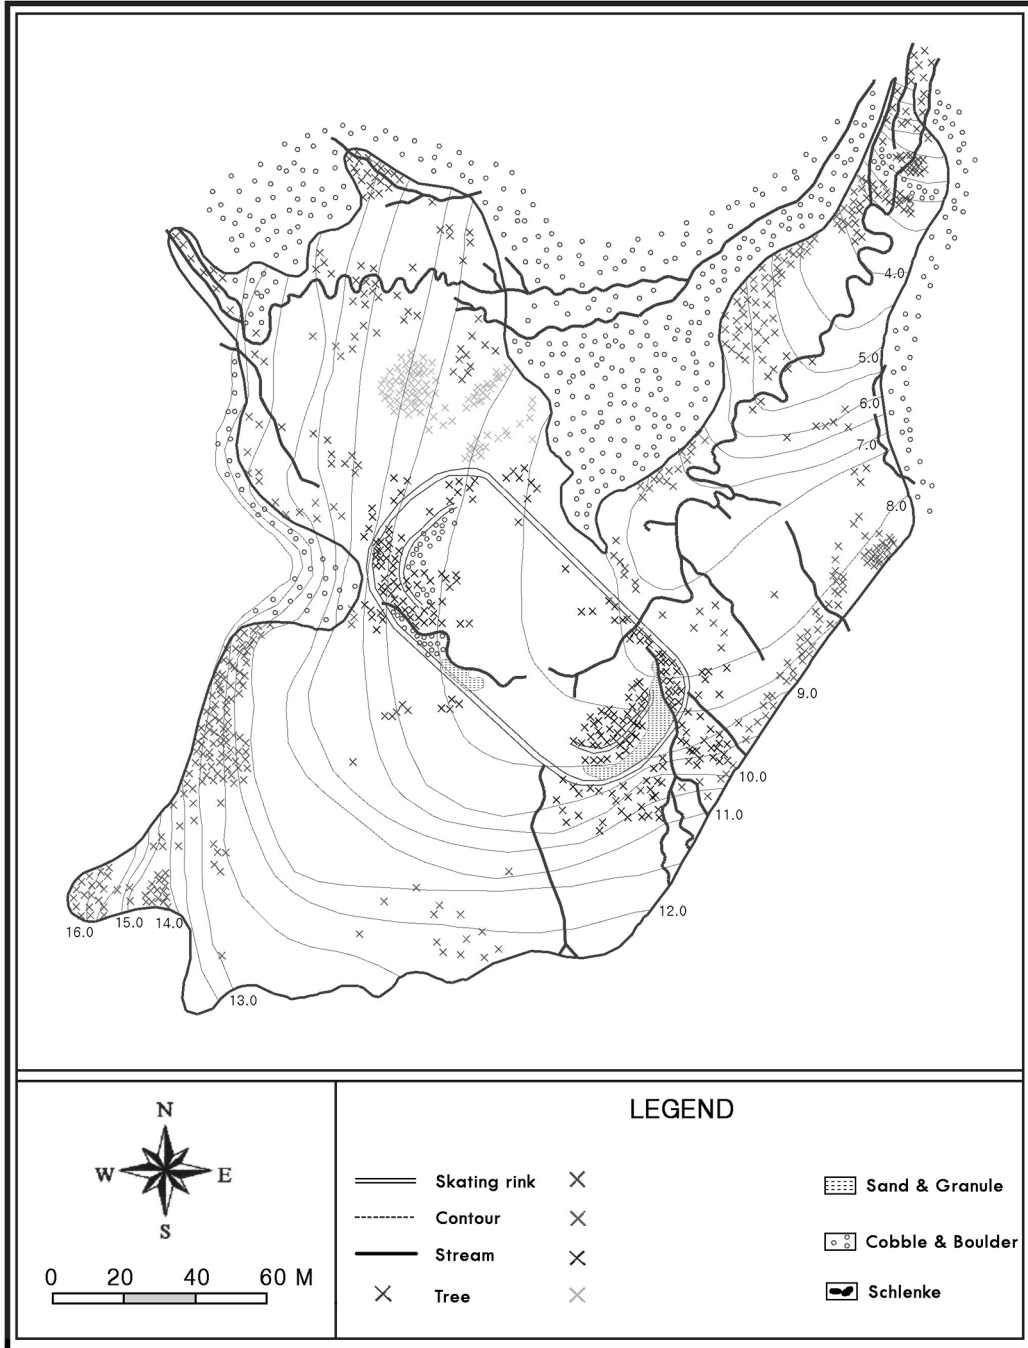 4.0
5.0
6.0
7.0
8.0
9.0
10.0
11.0
12.0
16.0 15.0 14.0
13.0
N
W E
S
0 20 40 60 M
LEGEND
Skating rink
Contour
Stream
Tree
Sand & Granule
Cobble & Boulder
Schlenke